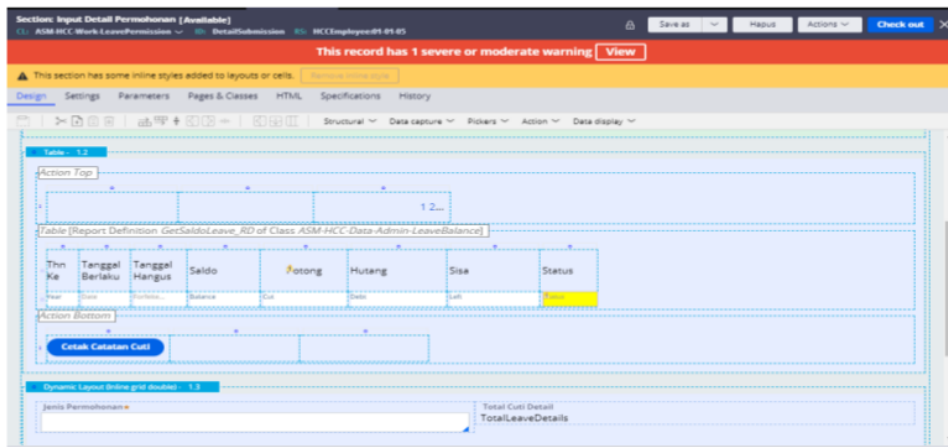 Section: Input Detail Permohonan [Available]
CL: ASM-HCC-Work-LeavePermission ID: DetailSubmission RS: HCCEmployee:01-01-05
Save as Hapus Actions Check out
This record has 1 severe or moderate warning View
This section has some inline styles added to layouts or cells. Remove inline style
Design Settings Parameters Pages & Classes HTML Specifications History
Structural Data capture Pickers Action Data display
Table - 1.2
Action Top
1 2...
Table [Report Definition GetSaldoLeave_RD of Class ASM-HCC-Data-Admin-LeaveBalance]
Thn Ke Tanggal Berlaku Tanggal Hangus Saldo Potong Hutang Sisa Status
Year Date Balance Cut Debt Left Status
Action Bottom
Cetak Catatan Cuti
Dynamic Layout (Inline grid double) - 1.3
Jenis Permohonan Total Cuti Detail
TotalLeaveDetails